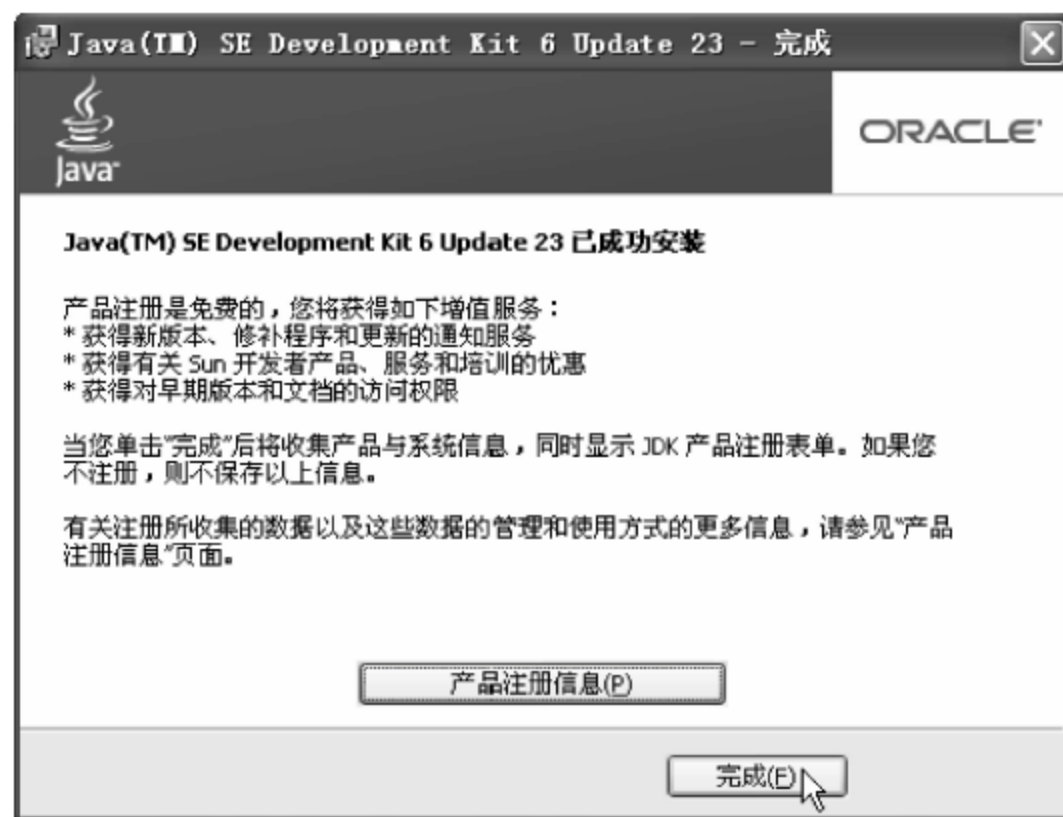 Java(TM) SE Development Kit 6 Update 23 - 完成
Java
ORACLE
Java(TM) SE Development Kit 6 Update 23 已成功安装
产品注册是免费的，您将获得如下增值服务：
* 获得新版本、修补程序和更新的通知服务
* 获得有关 Sun 开发者产品、服务和培训的优惠
* 获得对早期版本和文档的访问权限
当您单击"完成"后将收集产品与系统信息，同时显示 JDK 产品注册表单。如果您
不注册，则不保存以上信息。
有关注册所收集的数据以及这些数据的管理和使用方式的更多信息，请参见"产品
注册信息"页面。
产品注册信息(P)
完成(F)